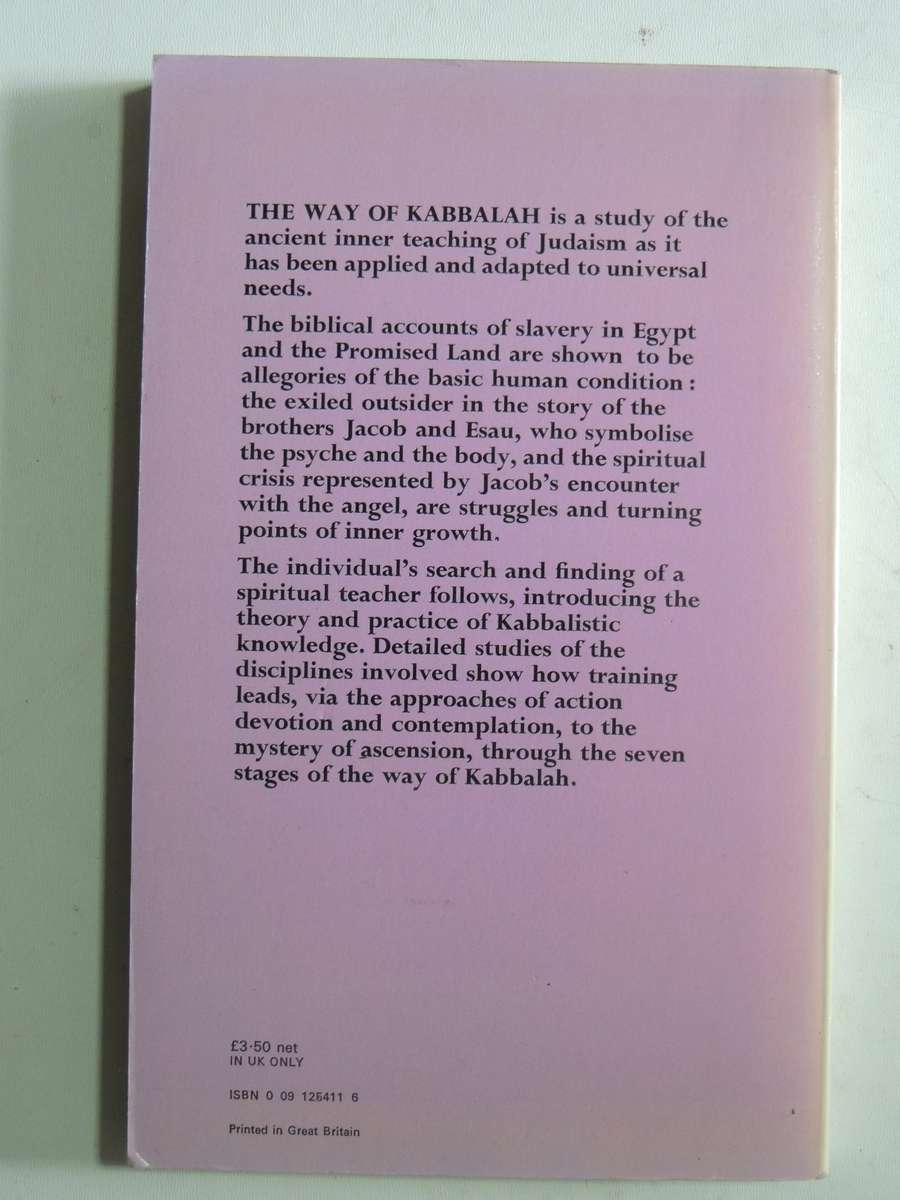 THE WAY OF KABBALAH is a study of the
ancient inner teaching of Judaism as it
has been applied and adapted to universal
needs.
The biblical accounts of slavery in Egypt
and the Promised Land are shown to be
allegories of the basic human condition :
the exiled outsider in the story of the
brothers Jacob and Esau, who symbolise
the psyche and the body, and the spiritual
crisis represented by Jacob's encounter
with the angel, are struggles and turning
points of inner growth.
The individual's search and finding of a
spiritual teacher follows, introducing the
theory and practice of Kabbalistic
knowledge. Detailed studies of the
disciplines involved show how training
leads, via the approaches of action
devotion and contemplation, to the
mystery of ascension, through the seven
stages of the way of Kabbalah.
£3·50 net
IN UK ONLY
ISBN 0 09 125411 6
Printed in Great Britain